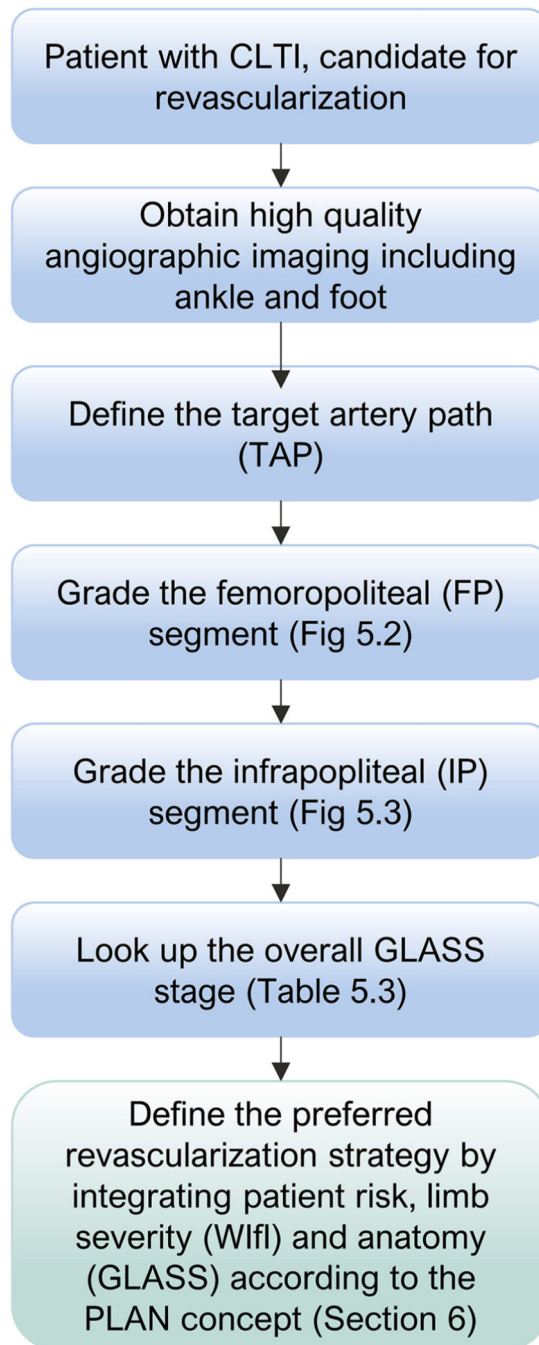 Patient with CLTI, candidate for
revascularization
Obtain high quality
angiographic imaging including
ankle and foot
Define the target artery path
(TAP)
Grade the femoropoliteal (FP)
segment (Fig 5.2)
Grade the infrapopliteal (IP)
segment (Fig 5.3)
Look up the overall GLASS
stage (Table 5.3)
Define the preferred
revascularization strategy by
integrating patient risk, limb
severity (WIfI) and anatomy
(GLASS) according to the
PLAN concept (Section 6)